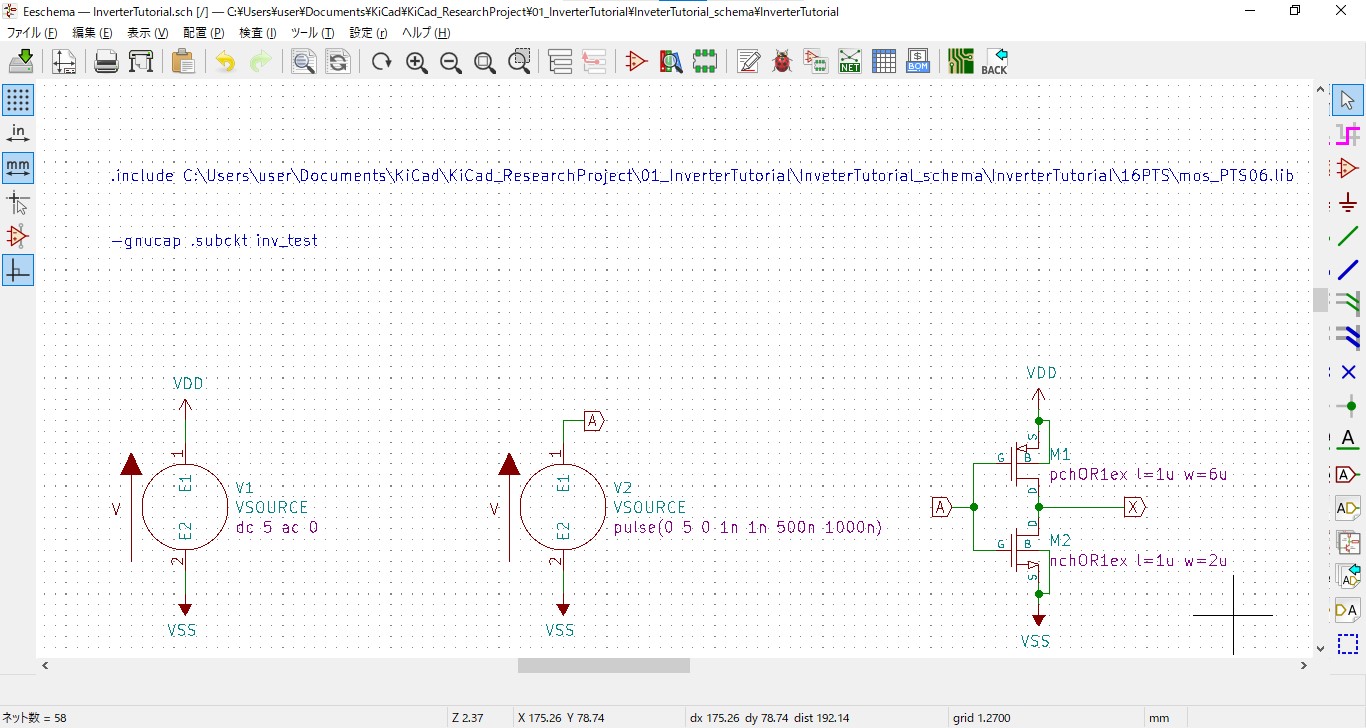 Eeschema — InverterTutorial.sch [/] — C:¥Users¥user¥Documents¥KiCad¥KiCad_ResearchProject¥01_InverterTutorial¥InveterTutorial_schema¥InverterTutorial
ファイル (F) 編集 (E) 表示 (V) 配置 (P) 検査 (I) ツール (T) 設定 (r) ヘルプ (H)
NET BOM BACK
in
mm
.include C:\Users\user\Documents\KiCad\KiCad_ResearchProject\01_InverterTutorial\InveterTutorial_schema\InverterTutorial\16PTS\mos_PTS06.lib
-gnucap .subckt inv_test
VDD
1
E1
V
E2
2
V1
VSOURCE
dc 5 ac 0
VSS
A
1
E1
V
E2
2
V2
VSOURCE
pulse(0 5 0 1n 1n 500n 1000n)
VSS
VDD
S
G B M1
pchOR1ex l=1u w=6u
D
A X
D
G B M2
nchOR1ex l=1u w=2u
S
VSS
A
A
AD
AD
DA
ネット数 = 58 Z 2.37 X 175.26 Y 78.74 dx 175.26 dy 78.74 dist 192.14 grid 1.2700 mm